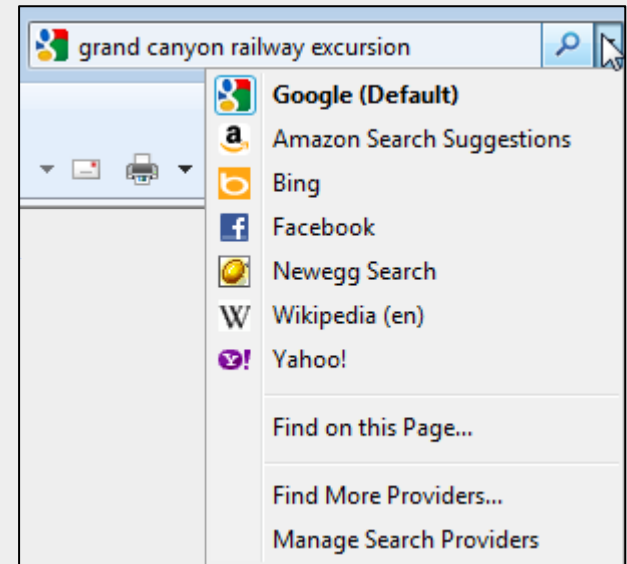 grand canyon railway excursion
Google (Default)
Amazon Search Suggestions
Bing
Facebook
Newegg Search
Wikipedia (en)
Yahoo!
Find on this Page...
Find More Providers...
Manage Search Providers